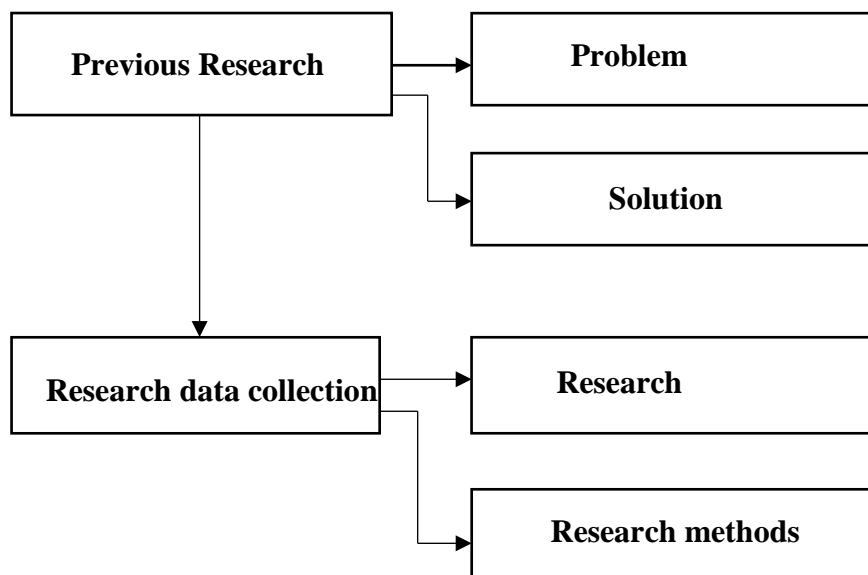 Previous Research
Problem
Solution
Research data collection
Research
Research methods